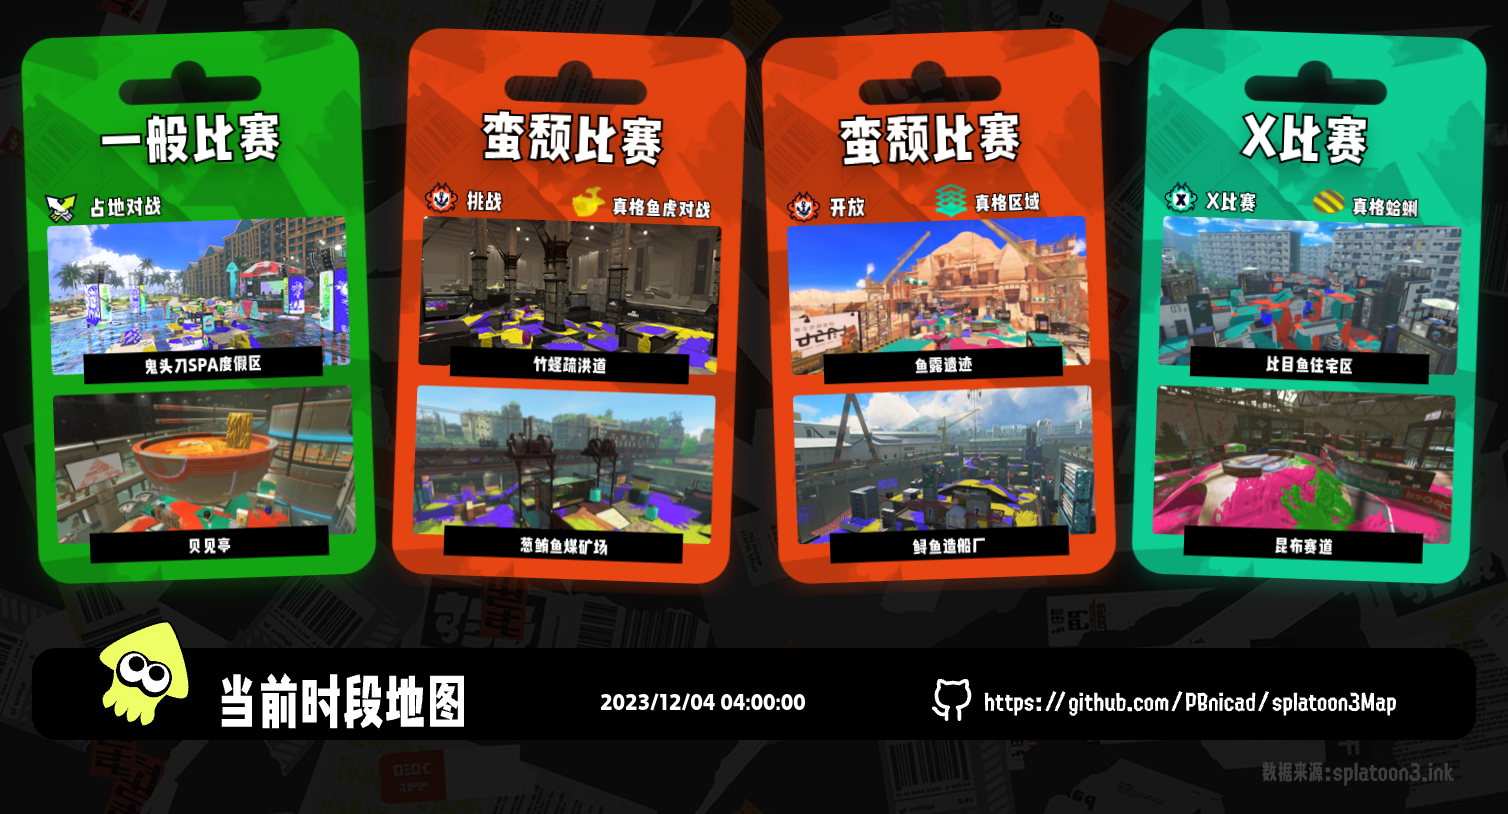 一般比赛
占地对战
鬼头刀SPA度假区
贝见亭
蛮颓比赛
挑战
真格鱼虎对战
竹蛏疏洪道
葱鲔鱼煤矿场
蛮颓比赛
开放
真格区域
鱼露遗迹
鲟鱼造船厂
X比赛
X比赛
真格蛤蜊
比目鱼住宅区
昆布赛道
当前时段地图
2023/12/04 04:00:00
https://github.com/PBnicad/splatoon3Map
数据来源:splatoon3.ink